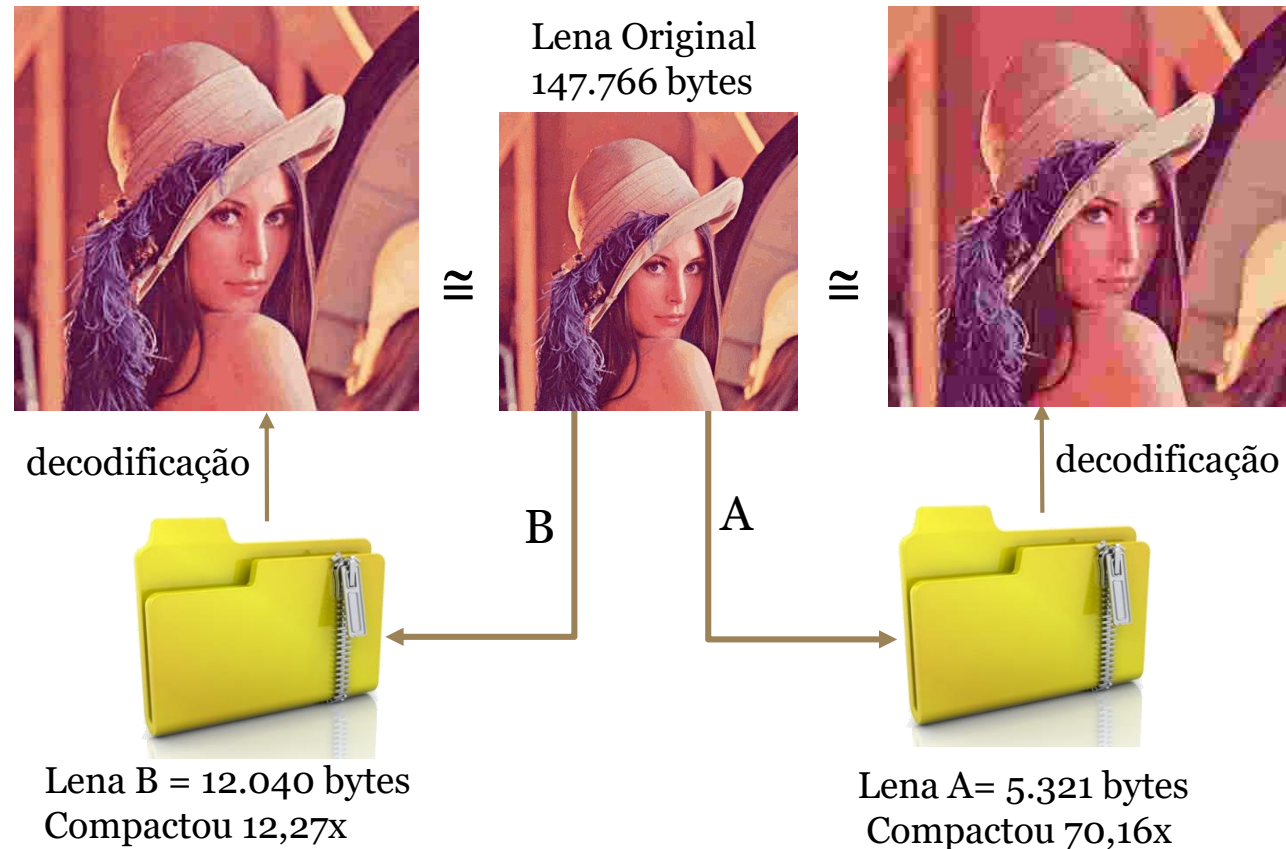 Lena Original
147.766 bytes
≅
≅
decodificação
decodificação
B
A
Lena B = 12.040 bytes
Compactou 12,27x
Lena A= 5.321 bytes
Compactou 70,16x